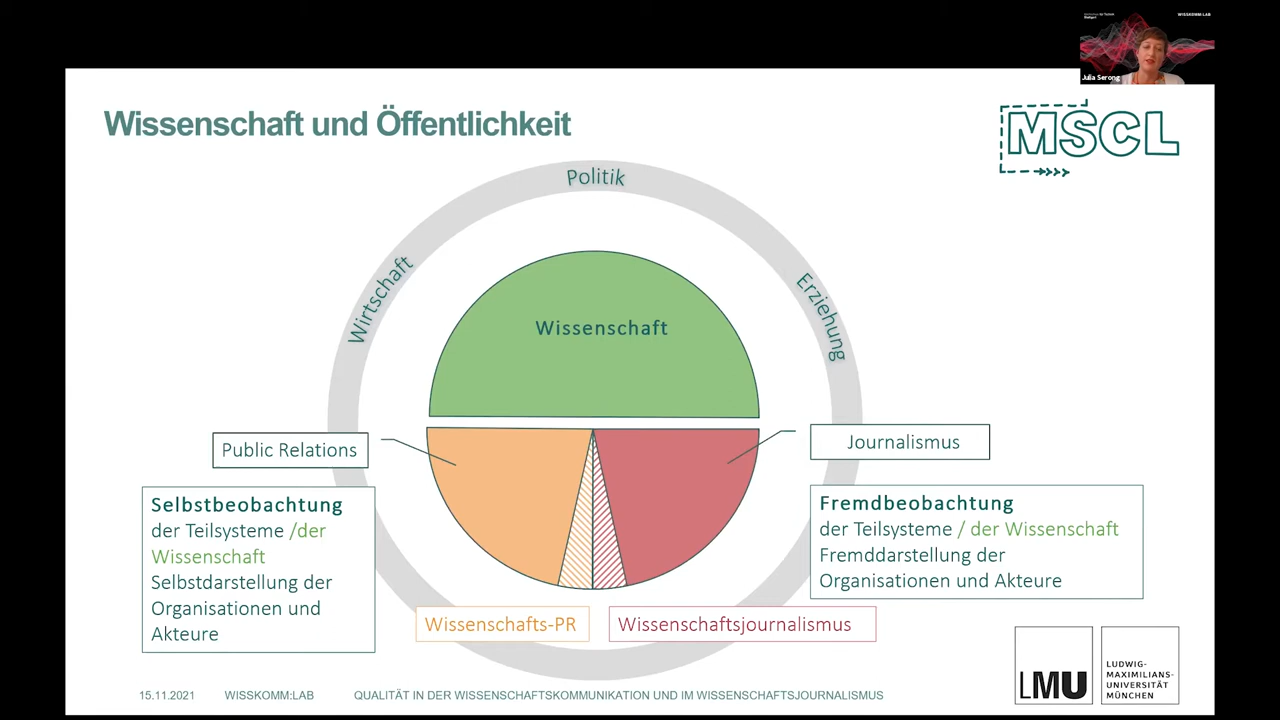 WISSKOMM:LAB
Julia Serong
Wissenschaft und Öffentlichkeit
MSCL
Politik
Wirtschaft
Erziehung
Wissenschaft
Public Relations
Journalismus
Selbstbeobachtung
der Teilsysteme /der
Wissenschaft
Selbstdarstellung der
Organisationen und
Akteure
Fremdbeobachtung
der Teilsysteme / der Wissenschaft
Fremddarstellung der
Organisationen und Akteure
Wissenschafts-PR
Wissenschaftsjournalismus
LMU
LUDWIG-
MAXIMILIANS-
UNIVERSITÄT
MÜNCHEN
15.11.2021 WISSKOMM:LAB QUALITÄT IN DER WISSENSCHAFTSKOMMUNIKATION UND IM WISSENSCHAFTSJOURNALISMUS